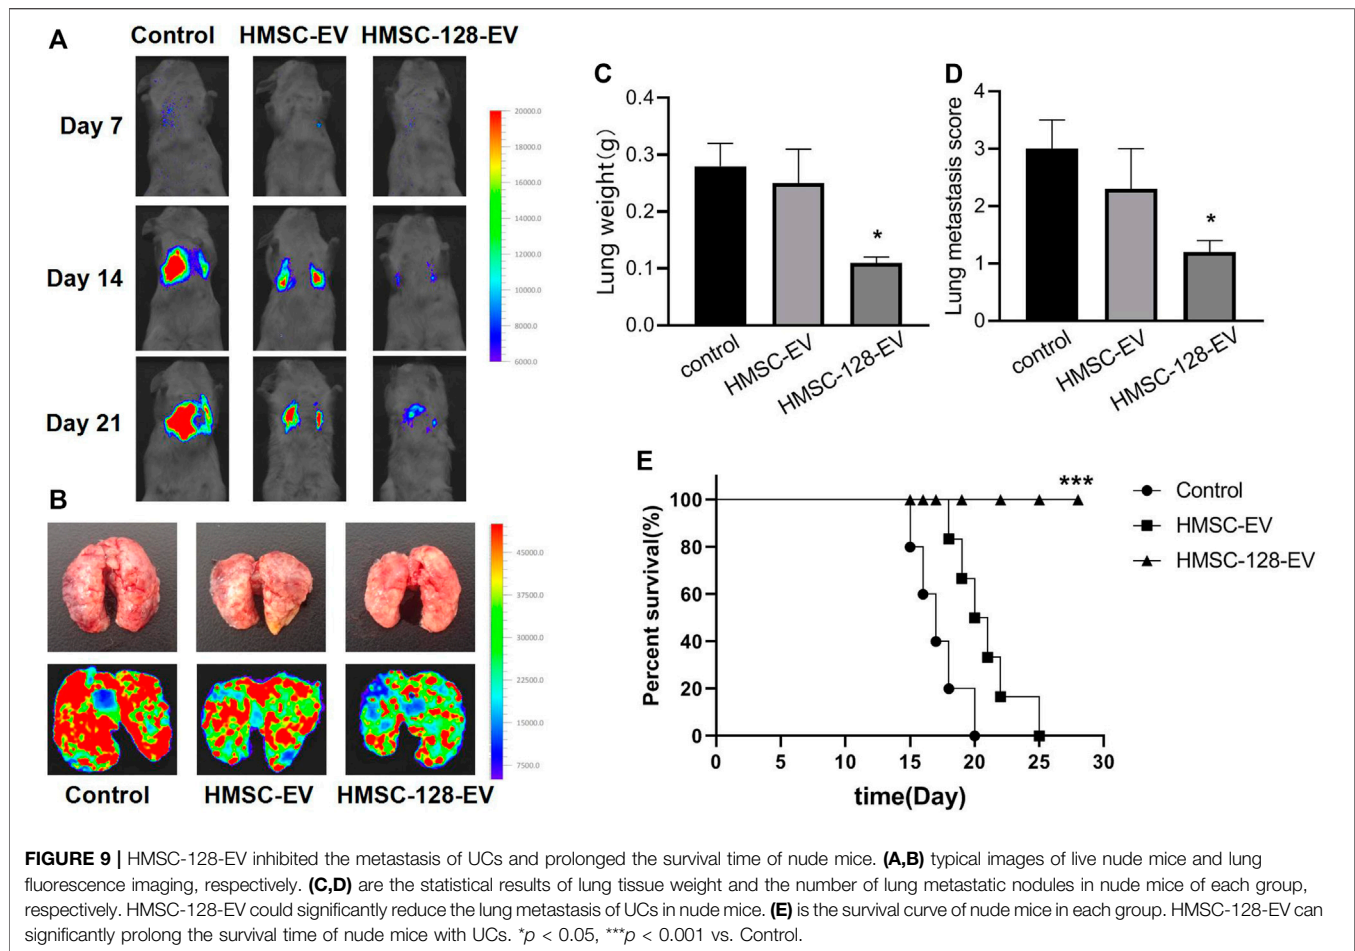 A
Control HMSC-EV HMSC-128-EV
Day 7
Day 14
Day 21
20000.0
18000.0
16000.0
14000.0
12000.0
10000.0
8000.0
6000.0
B
45000.0
37500.0
30000.0
22500.0
15000.0
7500.0
Control HMSC-EV HMSC-128-EV
C
Lung weight(g)
0.4
0.3
0.2
0.1
0.0
*
control HMSC-EV HMSC-128-EV
D
Lung metastasis score
4
3
2
1
0
*
control HMSC-EV HMSC-128-EV
E
Percent survival(%)
100
80
60
40
20
0
0 5 10 15 20 25 30
time(Day)
***
Control
HMSC-EV
HMSC-128-EV
FIGURE 9 | HMSC-128-EV inhibited the metastasis of UCs and prolonged the survival time of nude mice. (A,B) typical images of live nude mice and lung
fluorescence imaging, respectively. (C,D) are the statistical results of lung tissue weight and the number of lung metastatic nodules in nude mice of each group,
respectively. HMSC-128-EV could significantly reduce the lung metastasis of UCs in nude mice. (E) is the survival curve of nude mice in each group. HMSC-128-EV can
significantly prolong the survival time of nude mice with UCs. *p < 0.05, ***p < 0.001 vs. Control.